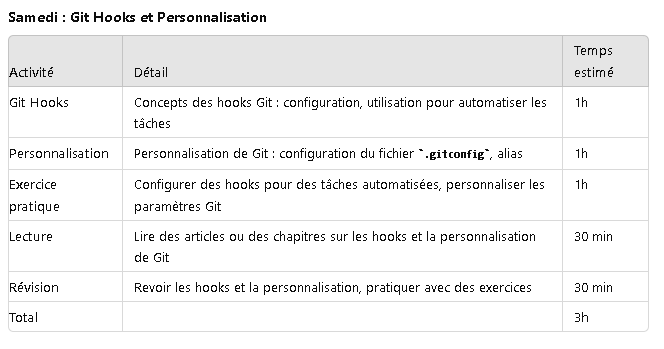 Samedi : Git Hooks et Personnalisation
Temps
Activité Détail estimé
Git Hooks Concepts des hooks Git : configuration, utilisation pour automatiser les 1h
tâches
Personnalisation Personnalisation de Git : configuration du fichier `.gitconfig`, alias 1h
Exercice Configurer des hooks pour des tâches automatisées, personnaliser les 1h
pratique paramètres Git
Lecture Lire des articles ou des chapitres sur les hooks et la personnalisation 30 min
de Git
Révision Revoir les hooks et la personnalisation, pratiquer avec des exercices 30 min
Total 3h